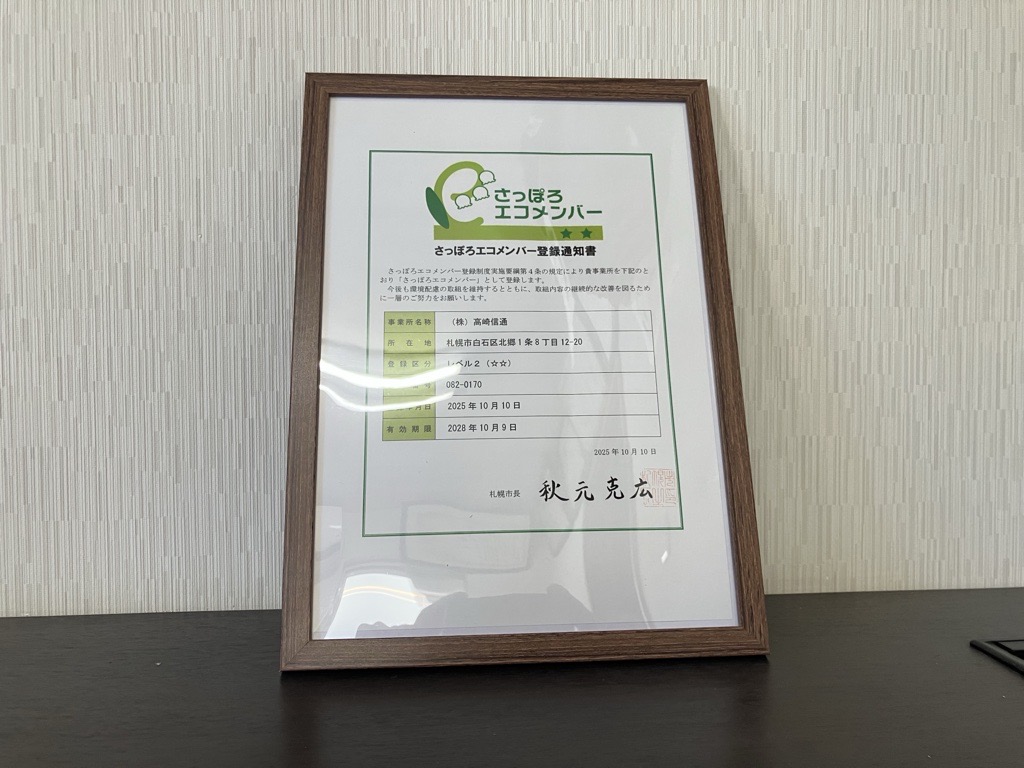 さっぽろ
エコメンバー
★★
さっぽろエコメンバー登録通知書
さっぽろエコメンバー登録制度実施要綱第4条の規定により貴事業所を下記のと
おり「さっぽろエコメンバー」として登録します。
今後も環境配慮の取組を維持するとともに、取組内容の継続的な改善を図るため
に一層のご努力をお願いします。
事業所名称 (株)高崎信通
所在地 札幌市白石区北郷1条8丁目12-20
登録区分 レベル2(☆☆)
号 082-0170
年月日 2025年10月10日
有効期限 2028年10月9日
2025年10月10日
札幌市長 秋元克広